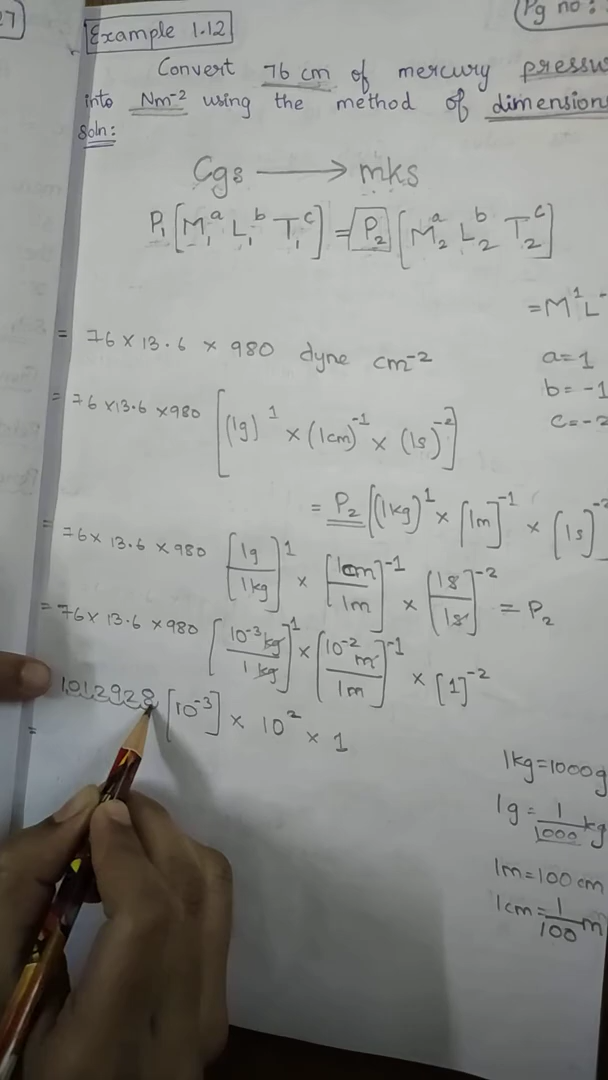 27
Pg no :
Example 1.12
Convert 76 cm of mercury pressu
into Nm⁻² using the method of dimension
Soln:
Cgs → mks
P₁[M₁ᵃ L₁ᵇ T₁ᶜ] = P₂ [M₂ᵃ L₂ᵇ T₂ᶜ]
= M¹L⁻
= 76 × 13.6 × 980 dyne cm⁻²
a = 1
b = -1
c = -2
= 76 × 13.6 × 980 [(1g)¹ × (1cm)⁻¹ × (1s)⁻²]
= P₂ [(1kg)¹ × [1m]⁻¹ × [1s]⁻²
= 76 × 13.6 × 980 [1g/1kg]¹ × [1cm/1m]⁻¹ × [1s/1s]⁻² = P₂
= 76 × 13.6 × 980 [10⁻³ kg/1 kg]¹ × [10⁻² m/1m]⁻¹ × [1]⁻²
= 1012928 [10⁻³] × 10² × 1
1kg = 1000g
1g = 1/1000 kg
1m = 100 cm
1cm = 1/100 m